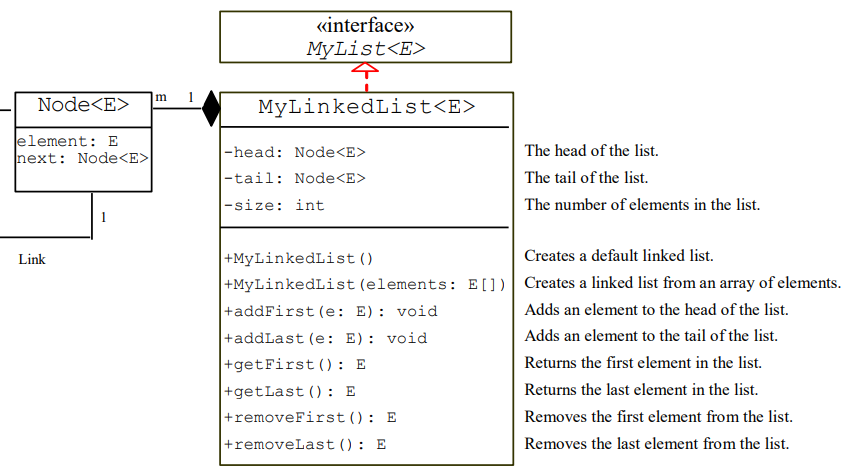 «interface»
MyList<E>
Node<E>
m 1
MyLinkedList<E>
element: E
next: Node<E>
1
Link
-head: Node<E> The head of the list.
-tail: Node<E> The tail of the list.
-size: int The number of elements in the list.
+MyLinkedList() Creates a default linked list.
+MyLinkedList(elements: E[]) Creates a linked list from an array of elements.
+addFirst(e: E): void Adds an element to the head of the list.
+addLast(e: E): void Adds an element to the tail of the list.
+getFirst(): E Returns the first element in the list.
+getLast(): E Returns the last element in the list.
+removeFirst(): E Removes the first element from the list.
+removeLast(): E Removes the last element from the list.